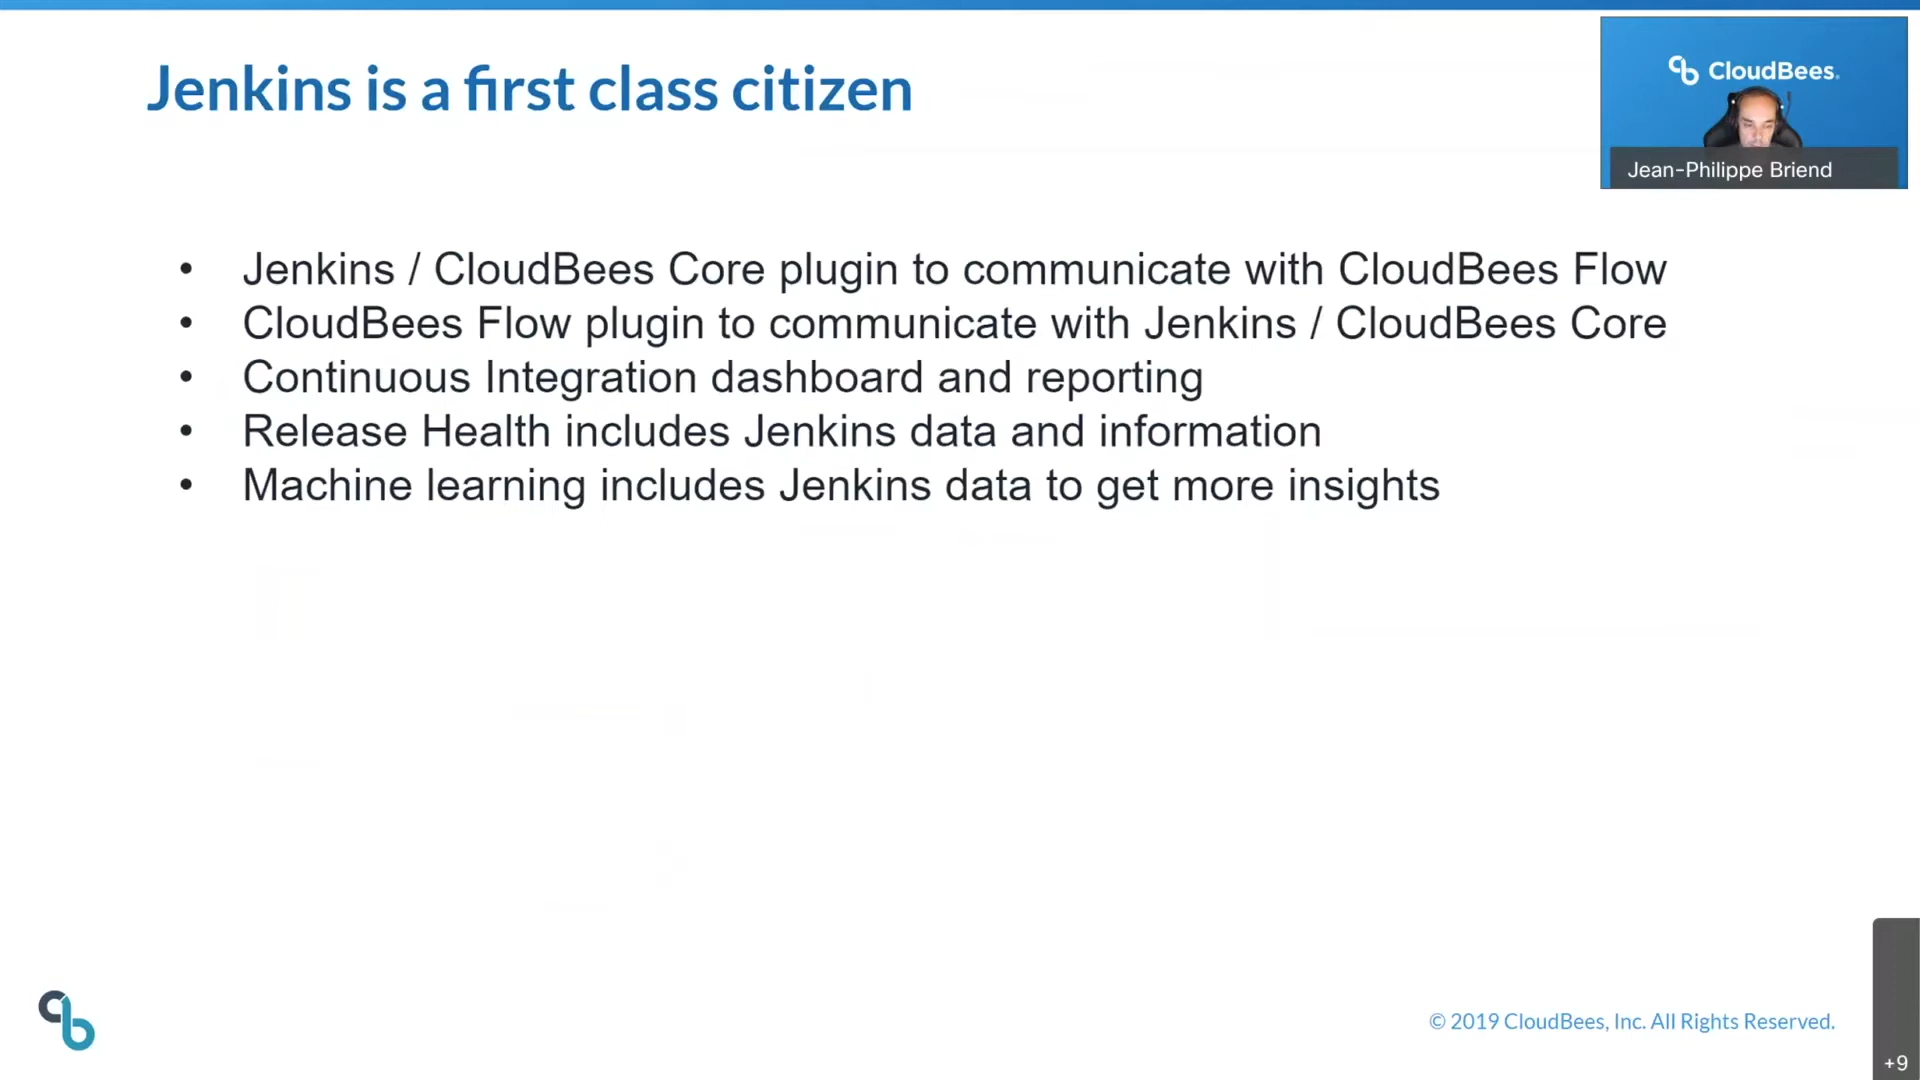 Jenkins is a first class citizen
CloudBees.
Jean-Philippe Briend
• Jenkins / CloudBees Core plugin to communicate with CloudBees Flow
• CloudBees Flow plugin to communicate with Jenkins / CloudBees Core
• Continuous Integration dashboard and reporting
• Release Health includes Jenkins data and information
• Machine learning includes Jenkins data to get more insights
© 2019 CloudBees, Inc. All Rights Reserved.
+9